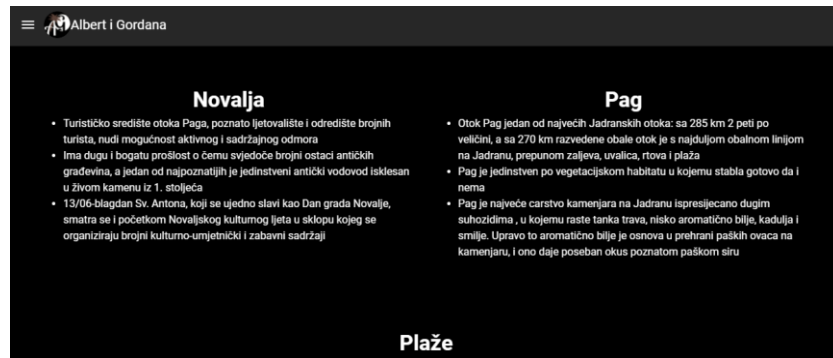 Albert i Gordana
Novalja
• Turističko središte otoka Paga, poznato ljetovalište i odredište brojnih
turista, nudi mogućnost aktivnog i sadržajnog odmora
• Ima dugu i bogatu prošlost o čemu svjedoče brojni ostaci antičkih
građevina, a jedan od najpoznatijih je jedinstveni antički vodovod isklesan
u živom kamenu iz 1. stoljeća
• 13/06-blagdan Sv. Antona, koji se ujedno slavi kao Dan grada Novalje,
smatra se i početkom Novaljskog kulturnog ljeta u sklopu kojeg se
organiziraju brojni kulturno-umjetnički i zabavni sadržaji
Pag
• Otok Pag jedan od najvećih Jadranskih otoka: sa 285 km 2 peti po
veličini, a sa 270 km razvedene obale otok je s najduljom obalnom linijom
na Jadranu, prepunom zaljeva, uvalica, rtova i plaža
• Pag je jedinstven po vegetacijskom habitatu u kojemu stabla gotovo da i
nema
• Pag je najveće carstvo kamenjara na Jadranu ispresijecano dugim
suhozidima , u kojemu raste tanka trava, nisko aromatično bilje, kadulja i
smilje. Upravo to aromatično bilje je osnova u prehrani paških ovaca na
kamenjaru, i ono daje poseban okus poznatom paškom siru
Plaže